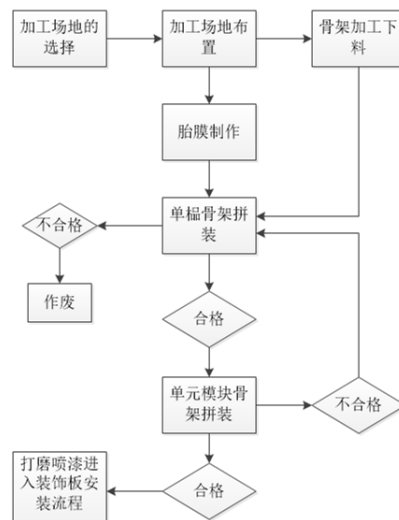 加工场地的
选择
加工场地布
置
骨架加工下
料
胎膜制作
单榀骨架拼
装
不合格
作废
合格
单元模块骨
架拼装
不合格
打磨喷漆进
入装饰板安
装流程
合格